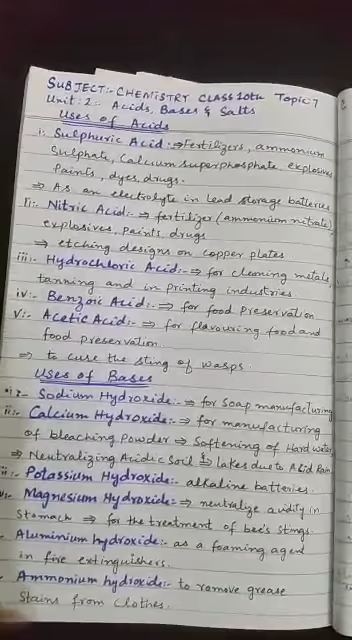 SUBJECT:- CHEMISTRY CLASS 10th Topic 7
Unit: 2:- Acids, Bases & Salts
Uses of Acids
i:- Sulphuric Acid:- ⇒ Fertilizers, ammonium
Sulphate, Calcium superphosphate, explosives
Paints, dyes, drugs.
⇒ As an electrolyte in Lead storage batteries
ii:- Nitric Acid:- ⇒ fertilizer (ammonium nitrate),
explosives, Paints, drugs
⇒ etching designs on copper plates
iii:- Hydrochloric Acid:- ⇒ for cleaning metals,
tanning and in printing industries
iv:- Benzoic Acid:- ⇒ for food preservation
v:- Acetic Acid:- ⇒ for flavouring food and
food preservation.
⇒ to cure the sting of wasps.
Uses of Bases
i:- Sodium Hydroxide:- ⇒ for soap manufacturing
ii:- Calcium Hydroxide:- ⇒ for manufacturing
of bleaching Powder ⇒ Softening of Hard water
⇒ Neutralizing Acidic Soil & lakes due to Acid Rain.
Potassium Hydroxide:- alkaline batteries.
Magnesium Hydroxide:- ⇒ neutralize acidity in
Stomach ⇒ for the treatment of bee's stings.
Aluminium hydroxide:- as a foaming agent
in fire extinguishers.
Ammonium hydroxide:- to remove grease
Stains from clothes.